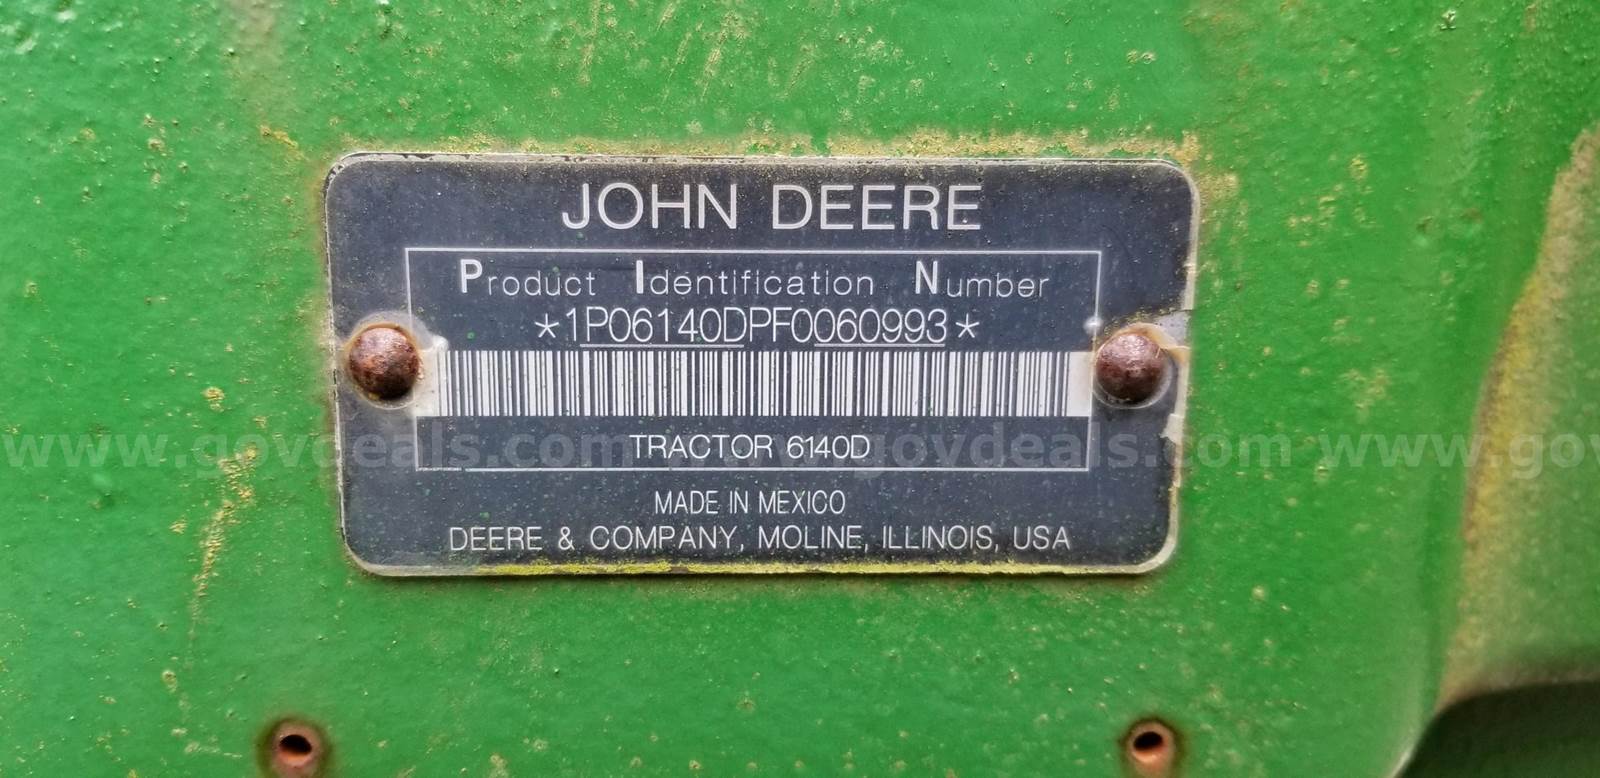 JOHN DEERE
Product Identification Number
*1P06140DPF0060993*
TRACTOR 6140D
www.govdeals.com www.govdeals.com www.gov
MADE IN MEXICO
DEERE & COMPANY, MOLINE, ILLINOIS, USA